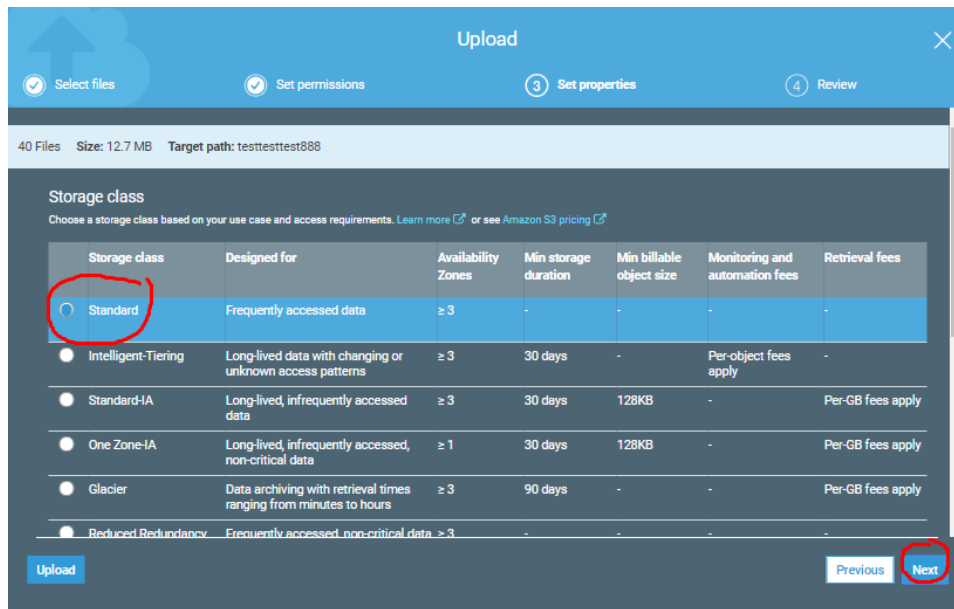 Upload
Select files
Set permissions
3 Set properties
4 Review
40 Files Size: 12.7 MB Target path: testtesttest888
Storage class
Choose a storage class based on your use case and access requirements. Learn more or see Amazon S3 pricing
Storage class Designed for Availability Zones Min storage duration Min billable object size Monitoring and automation fees Retrieval fees
Standard Frequently accessed data ≥ 3 - - - -
Intelligent-Tiering Long-lived data with changing or unknown access patterns ≥ 3 30 days - Per-object fees apply -
Standard-IA Long-lived, infrequently accessed data ≥ 3 30 days 128KB - Per-GB fees apply
One Zone-IA Long-lived, infrequently accessed, non-critical data ≥ 1 30 days 128KB - Per-GB fees apply
Glacier Data archiving with retrieval times ranging from minutes to hours ≥ 3 90 days - - Per-GB fees apply
Reduced Redundancy Frequently accessed, non-critical data ≥ 3 - - - -
Upload Previous Next